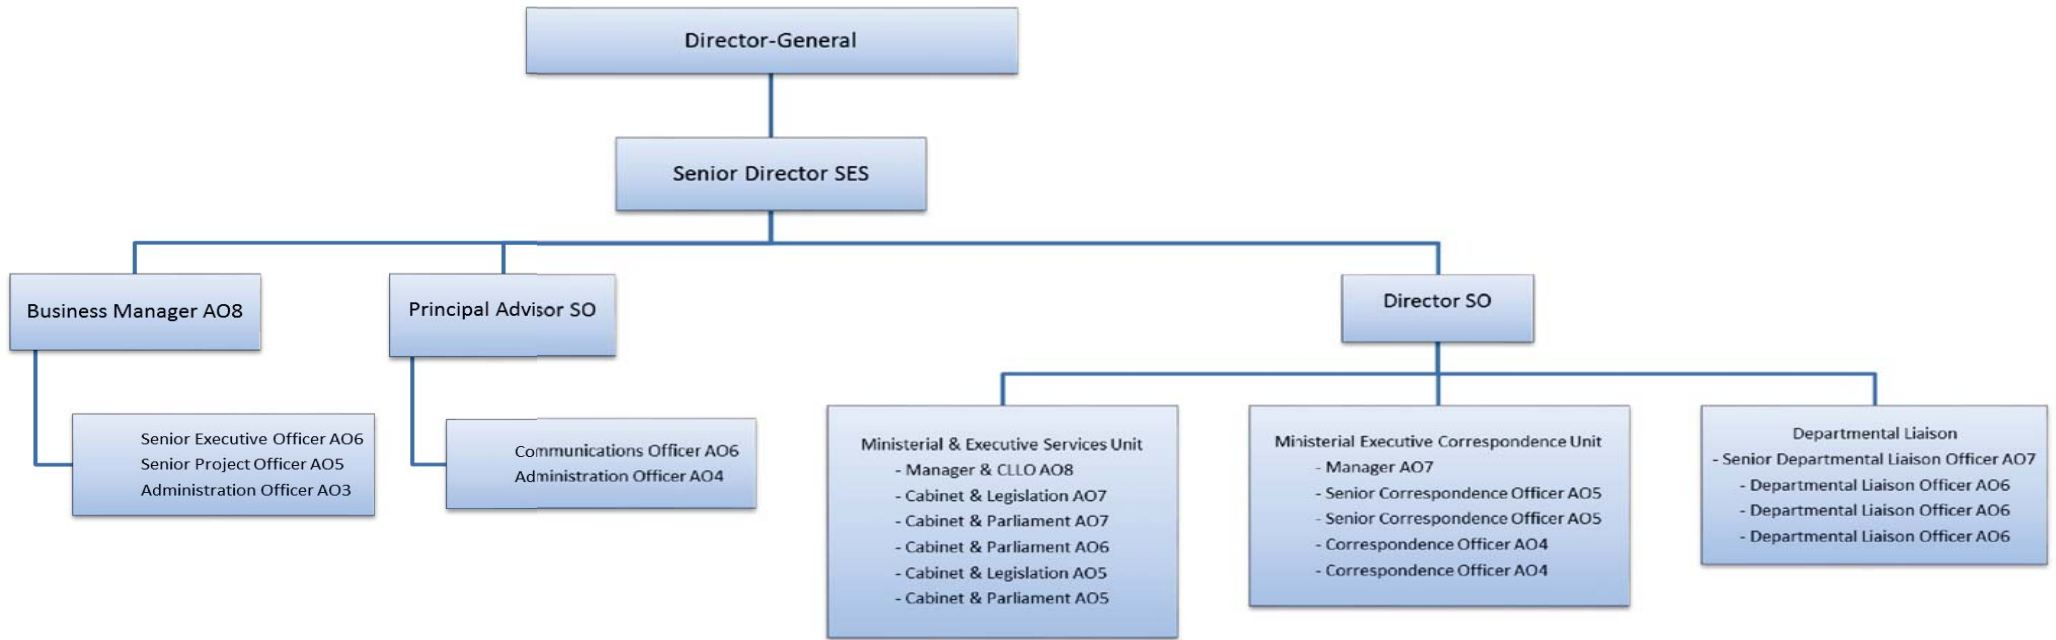 Director-General
Senior Director SES
Business Manager AO8
Principal Advisor SO
Director SO
Senior Executive Officer AO6
Senior Project Officer AO5
Administration Officer AO3
Communications Officer AO6
Administration Officer AO4
Ministerial & Executive Services Unit
- Manager & CLLO AO8
- Cabinet & Legislation AO7
- Cabinet & Parliament AO7
- Cabinet & Parliament AO6
- Cabinet & Legislation AO5
- Cabinet & Parliament AO5
Ministerial Executive Correspondence Unit
- Manager AO7
- Senior Correspondence Officer AO5
- Senior Correspondence Officer AO5
- Correspondence Officer AO4
- Correspondence Officer AO4
Departmental Liaison
- Senior Departmental Liaison Officer AO7
- Departmental Liaison Officer AO6
- Departmental Liaison Officer AO6
- Departmental Liaison Officer AO6